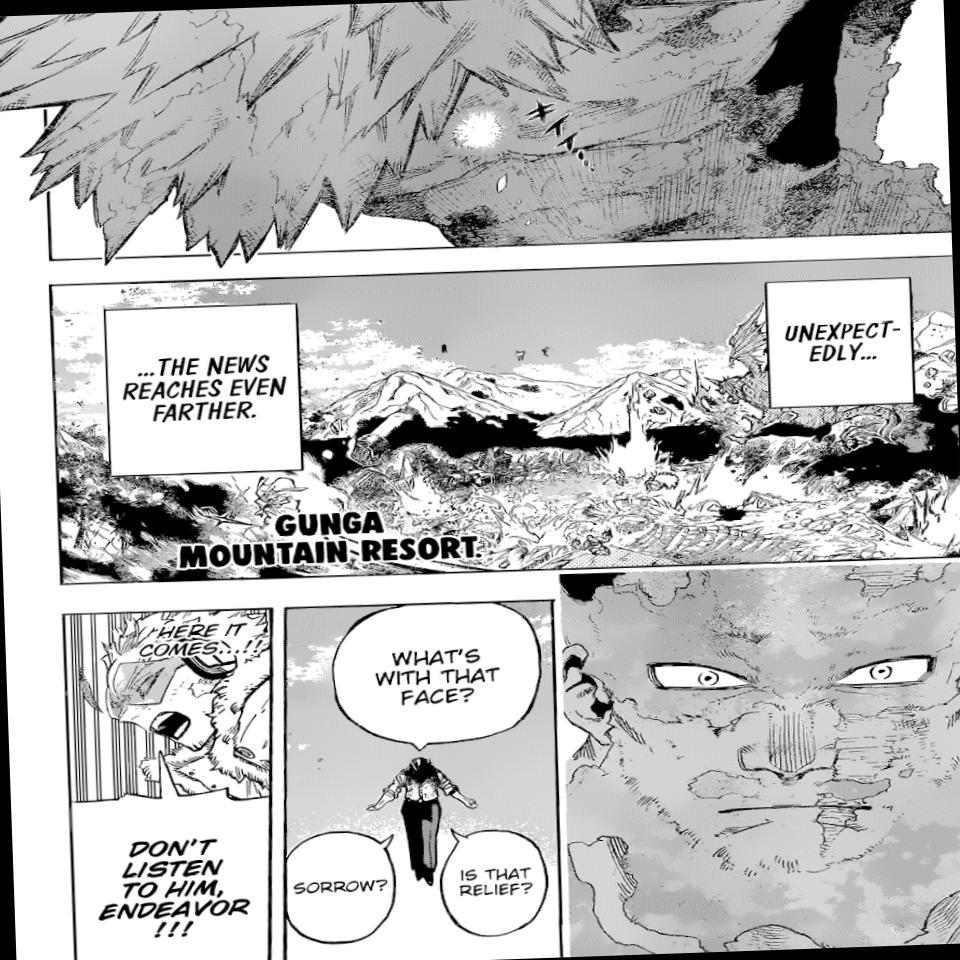 UNEXPECT-
EDLY...
...THE NEWS
REACHES EVEN
FARTHER.
GUNGA
MOUNTAIN RESORT.
WHAT'S
WITH THAT
FACE?
IS THAT
RELIEF?
SORROW?
HERE IT
COMES...!!
DON'T
LISTEN
TO HIM,
ENDEAVOR
!!!